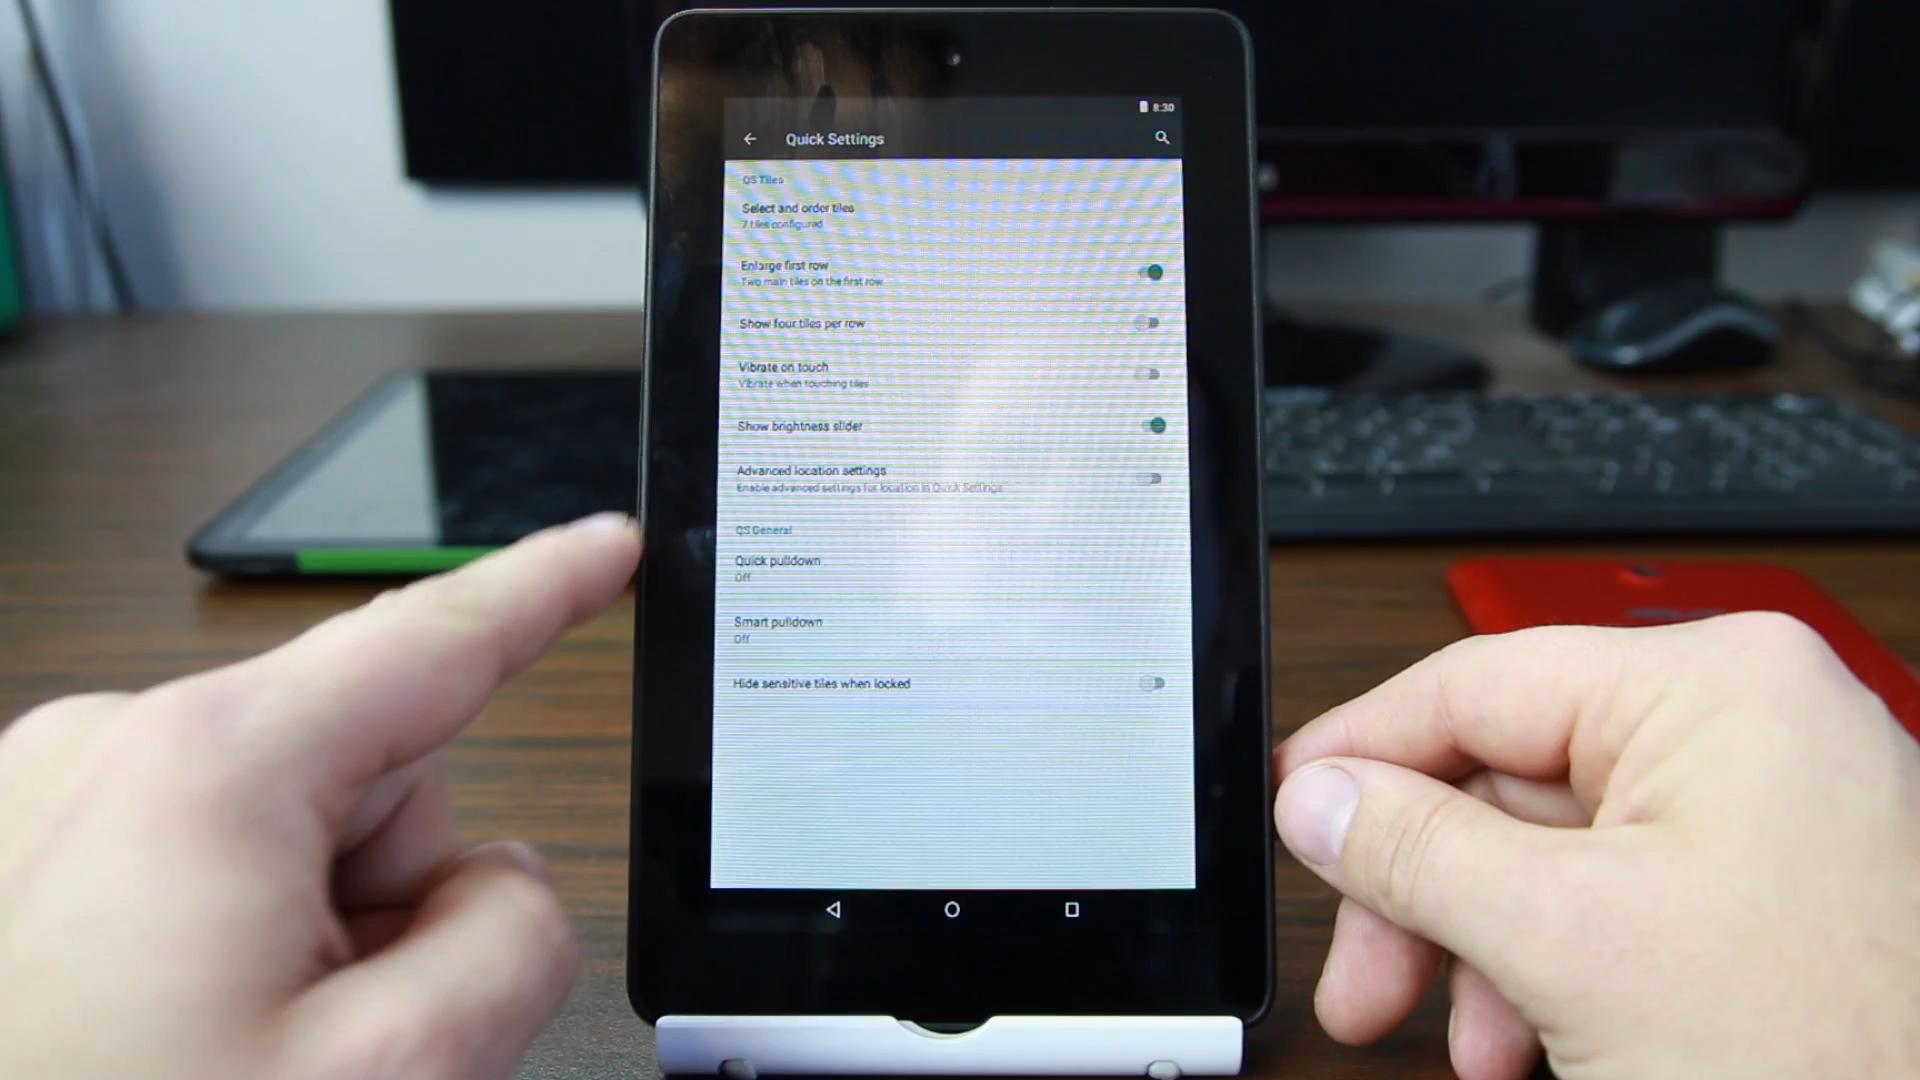 8:30
Quick Settings
QS Tiles
Select and order tiles
7 tiles configured
Enlarge first row
Two main tiles on the first row
Show four tiles per row
Vibrate on touch
Vibrate when touching tiles
Show brightness slider
Advanced location settings
Enable advanced settings for location in Quick Settings
QS General
Quick pulldown
Off
Smart pulldown
Off
Hide sensitive tiles when locked